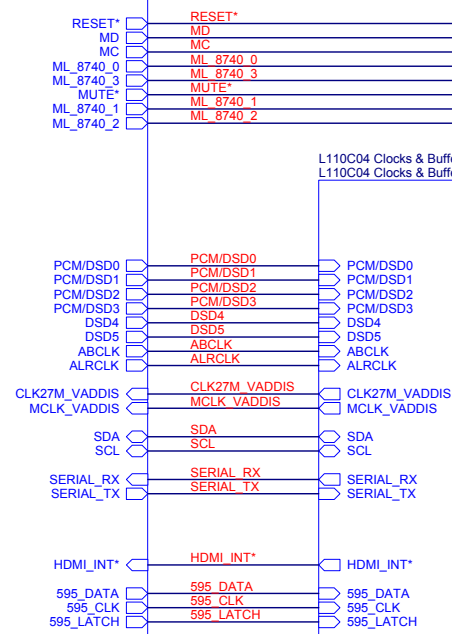 RESET* RESET*
MD MD
MC MC
ML_8740_0 ML_8740_0
ML_8740_3 ML_8740_3
MUTE* MUTE*
ML_8740_1 ML_8740_1
ML_8740_2 ML_8740_2
L110C04 Clocks & Buff
L110C04 Clocks & Buff
PCM/DSD0 PCM/DSD0 PCM/DSD0
PCM/DSD1 PCM/DSD1 PCM/DSD1
PCM/DSD2 PCM/DSD2 PCM/DSD2
PCM/DSD3 PCM/DSD3 PCM/DSD3
DSD4 DSD4 DSD4
DSD5 DSD5 DSD5
ABCLK ABCLK ABCLK
ALRCLK ALRCLK ALRCLK
CLK27M_VADDIS CLK27M_VADDIS CLK27M_VADDIS
MCLK_VADDIS MCLK_VADDIS MCLK_VADDIS
SDA SDA SDA
SCL SCL SCL
SERIAL_RX SERIAL_RX SERIAL_RX
SERIAL_TX SERIAL_TX SERIAL_TX
HDMI_INT* HDMI_INT* HDMI_INT*
595_DATA 595_DATA 595_DATA
595_CLK 595_CLK 595_CLK
595_LATCH 595_LATCH 595_LATCH